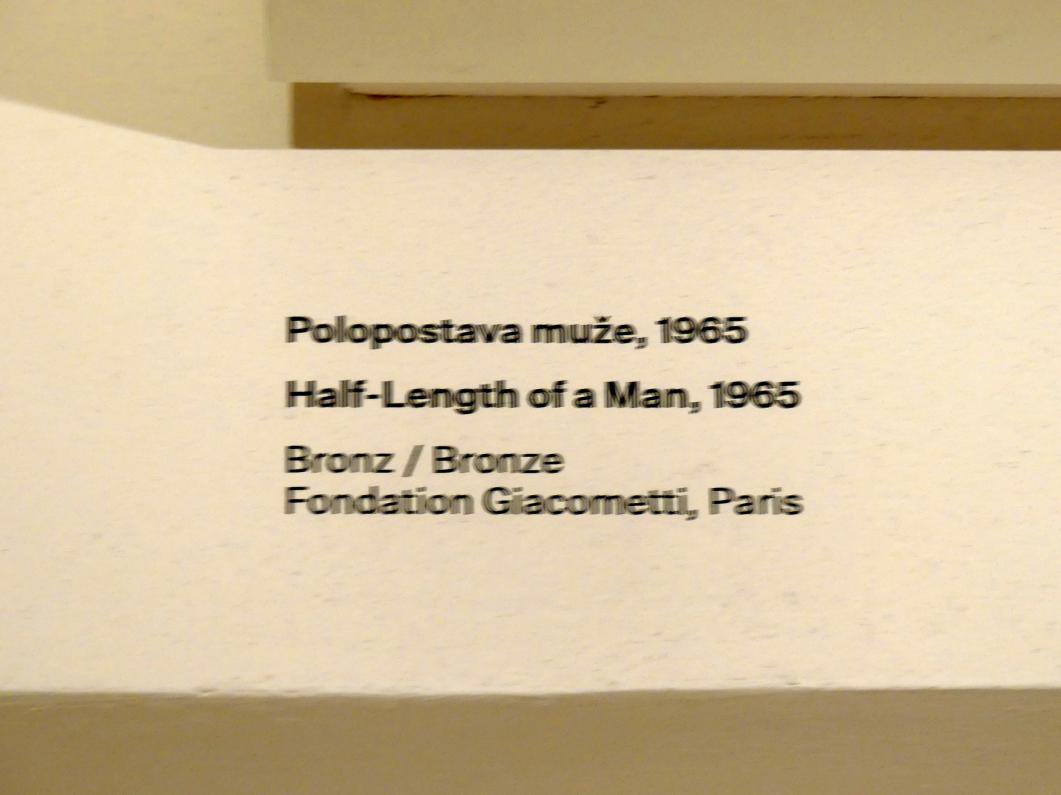 Polopostava muže, 1965
Half-Length of a Man, 1965
Bronz / Bronze
Fondation Giacometti, Paris